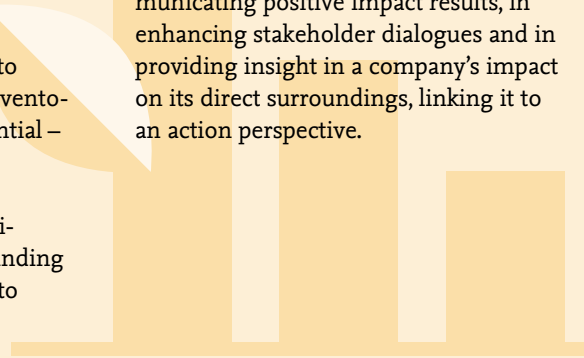 to
vento-
ntial –
i-
nding
to
municating positive impact results, in
enhancing stakeholder dialogues and in
providing insight in a company’s impact
on its direct surroundings, linking it to
an action perspective.